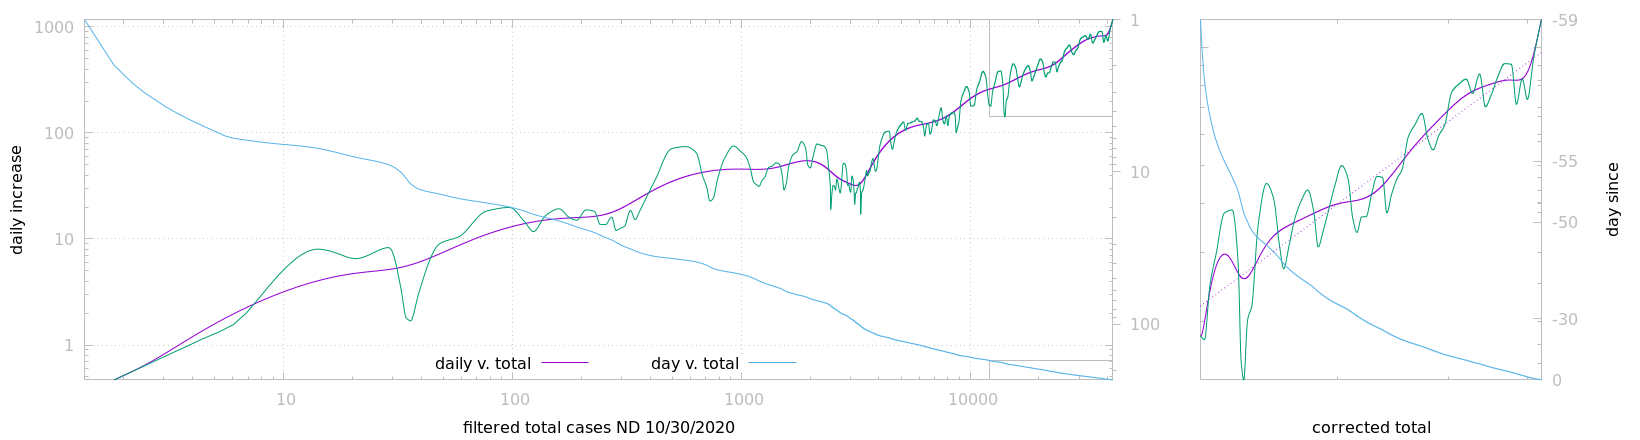 1000
100
10
1
daily increase
10
100
1000
10000
filtered total cases ND 10/30/2020
daily v. total
day v. total
1
10
100
-59
-55
-50
-30
0
day since
corrected total